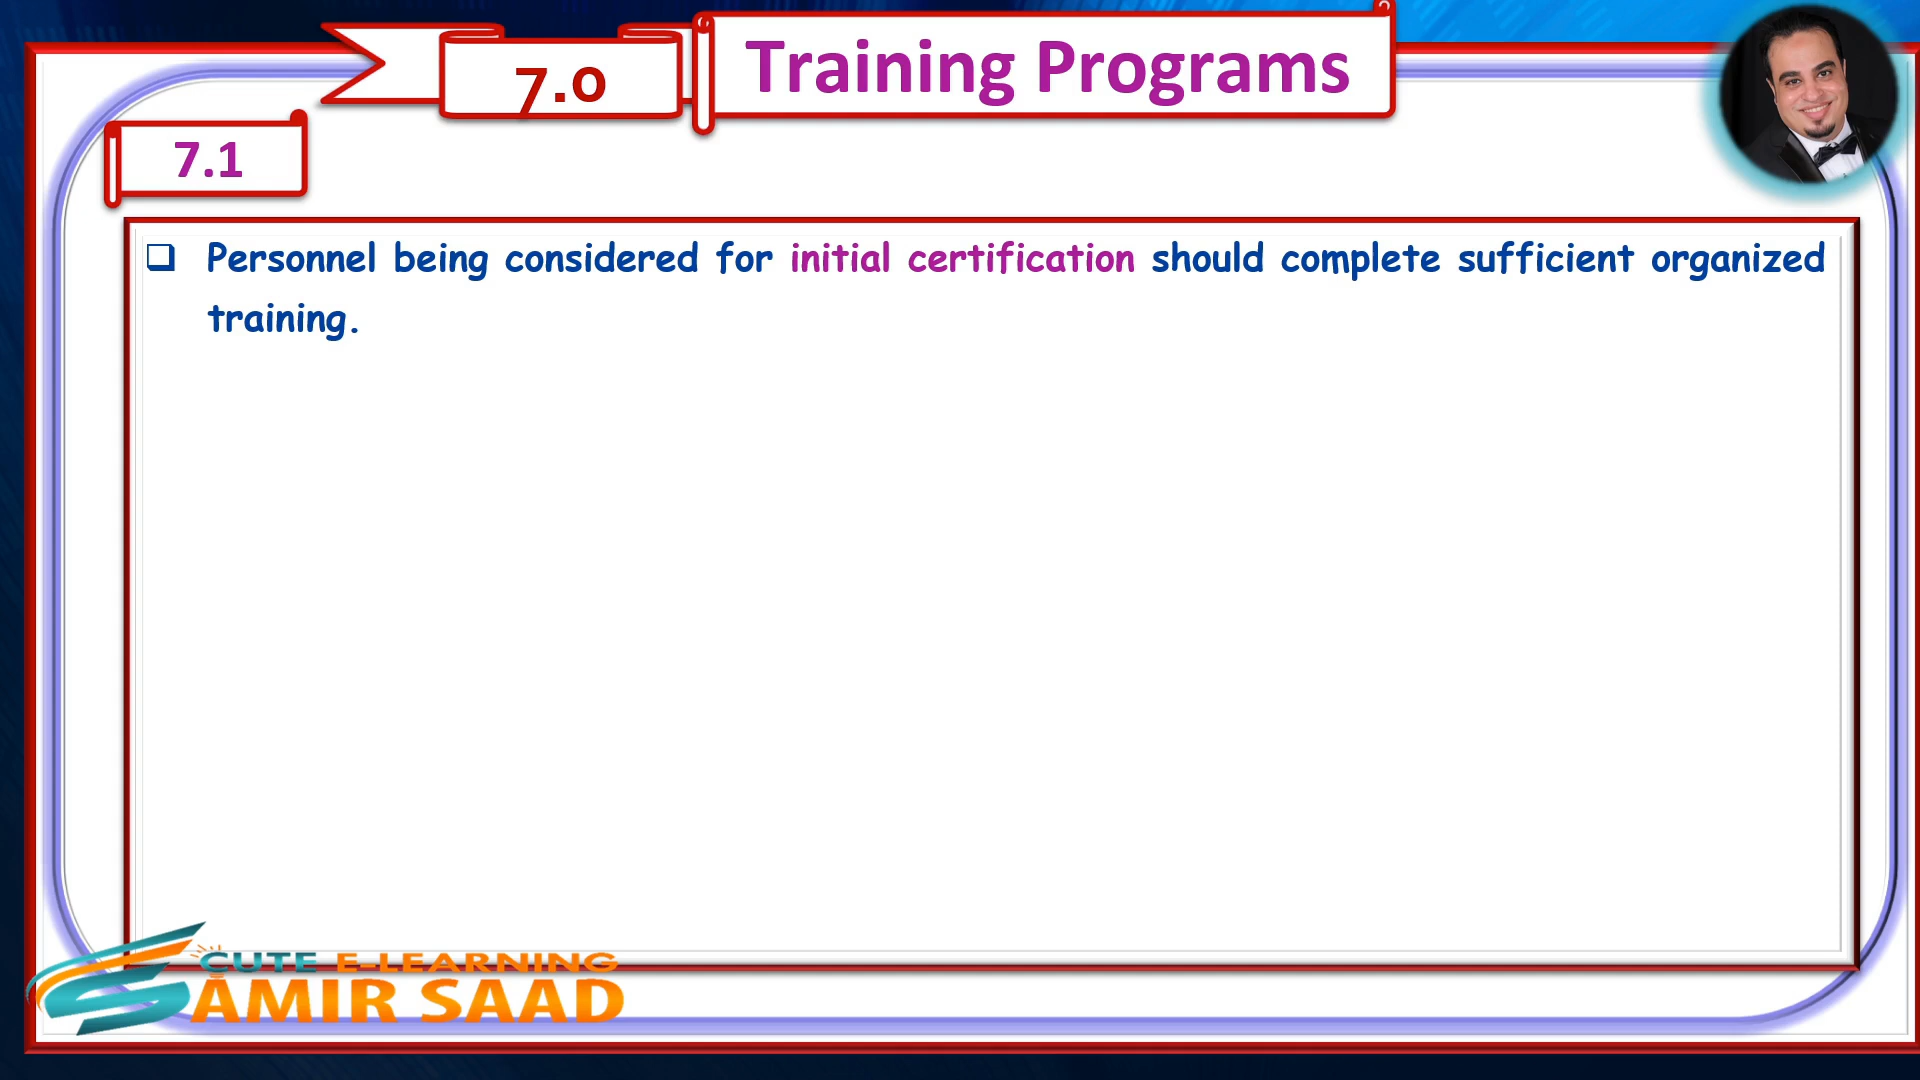 7.0
Training Programs
7.1
Personnel being considered for initial certification should complete sufficient organized
training.
CUTE E-LEARNING
AMIR SAAD